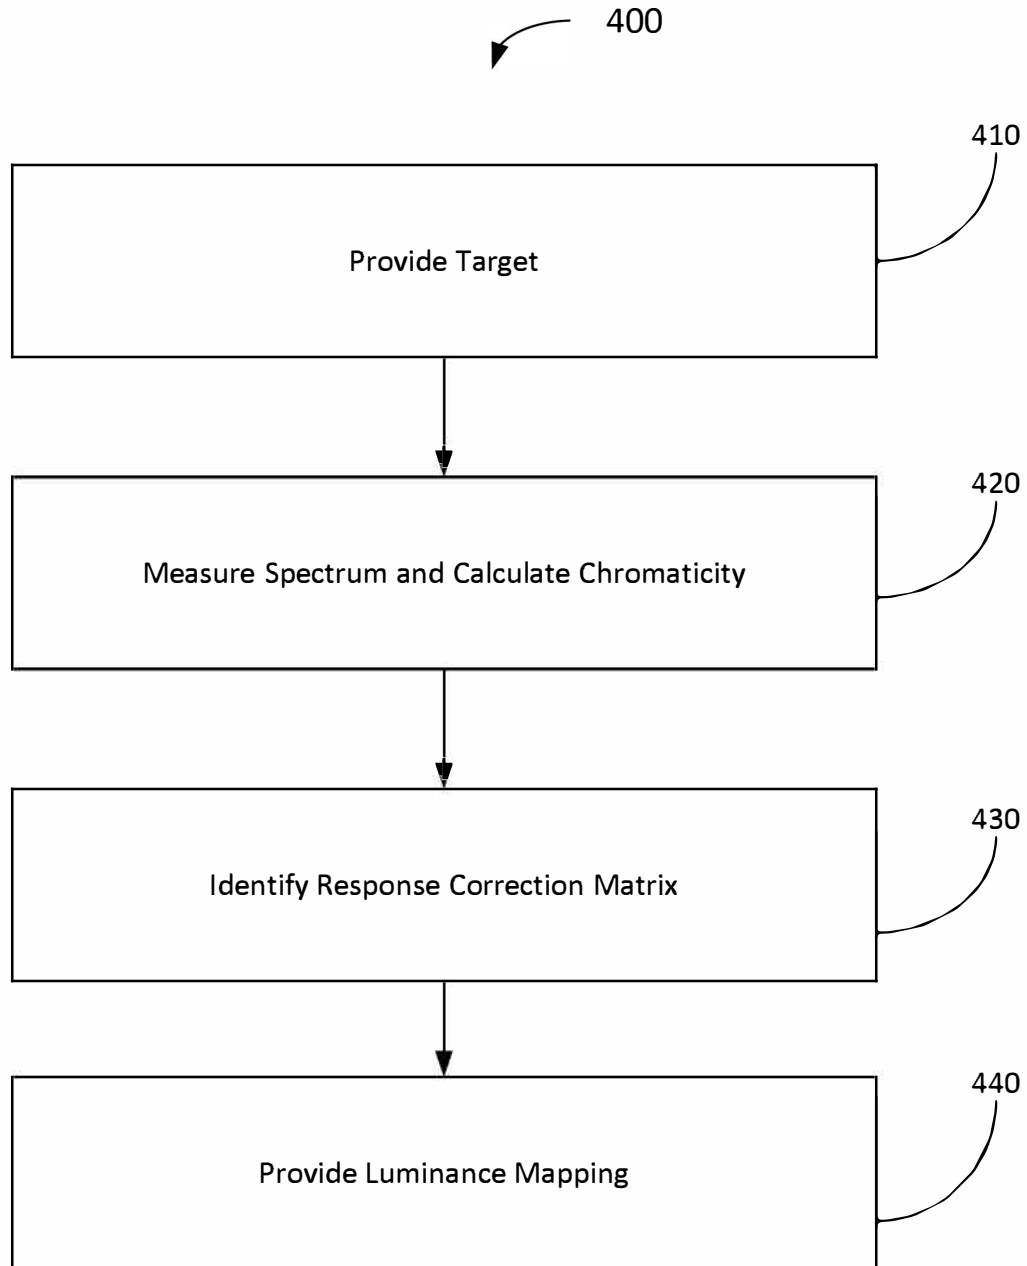 400
410
Provide Target
420
Measure Spectrum and Calculate Chromaticity
430
Identify Response Correction Matrix
440
Provide Luminance Mapping